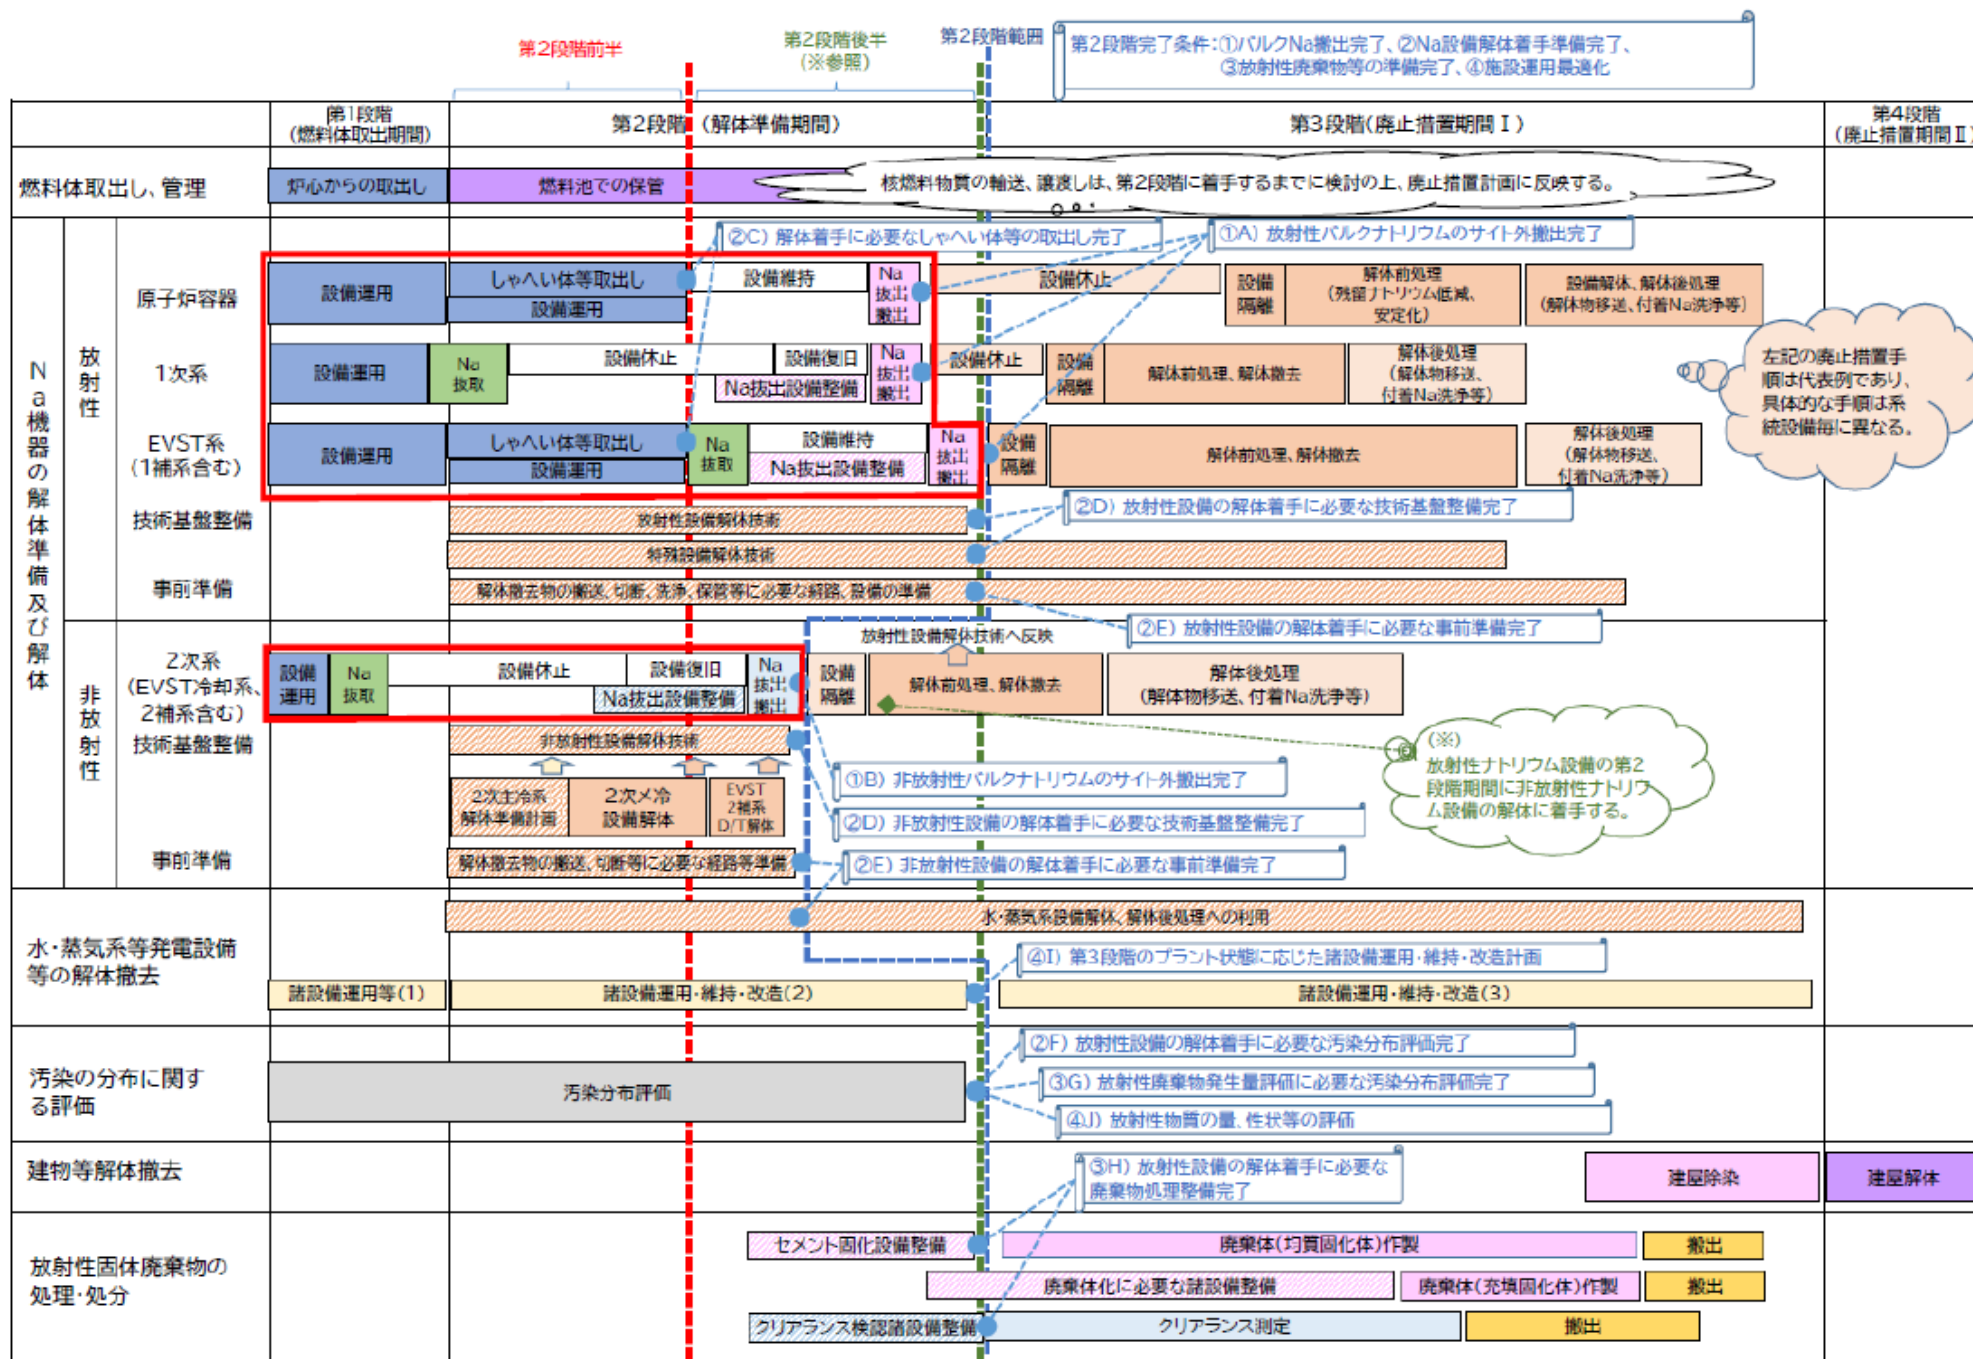 第2段階前半
第2段階後半
(※参照)
第2段階範囲
第2段階完了条件:①バルクNa搬出完了、②Na設備解体着手準備完了、
③放射性廃棄物等の準備完了、④施設運用最適化
第1段階
(燃料体取出期間)
第2段階 (解体準備期間)
第3段階(廃止措置期間Ⅰ)
第4段階
(廃止措置期間Ⅱ)
燃料体取出し、管理
炉心からの取出し
燃料池での保管
核燃料物質の輸送、譲渡しは、第2段階に着手するまでに検討の上、廃止措置計画に反映する。
②C) 解体着手に必要なしゃへい体等の取出し完了
①A) 放射性バルクナトリウムのサイト外搬出完了
Na機器の解体準備及び解体
放射性
原子炉容器
設備運用
しゃへい体等取出し
設備運用
設備維持
Na
抜出
搬出
設備休止
設備
隔離
解体前処理
(残留ナトリウム低減、
安定化)
設備解体、解体後処理
(解体物移送、付着Na洗浄等)
1次系
設備運用
Na
抜取
設備休止
設備復旧
Na抜出設備整備
Na
抜出
搬出
設備休止
設備
隔離
解体前処理、解体撤去
解体後処理
(解体物移送、
付着Na洗浄等)
左記の廃止措置手
順は代表例であり、
具体的な手順は系
統設備毎に異なる。
EVST系
(1補系含む)
設備運用
しゃへい体等取出し
設備運用
Na
抜取
設備維持
Na抜出設備整備
Na
抜出
搬出
設備
隔離
解体前処理、解体撤去
解体後処理
(解体物移送、
付着Na洗浄等)
技術基盤整備
放射性設備解体技術
②D) 放射性設備の解体着手に必要な技術基盤整備完了
特殊設備解体技術
事前準備
解体撤去物の搬送、切断、洗浄、保管等に必要な経路、設備の準備
②E) 放射性設備の解体着手に必要な事前準備完了
非放射性
放射性設備解体技術へ反映
2次系
(EVST冷却系、
2補系含む)
設備
運用
Na
抜取
設備休止
設備復旧
Na抜出設備整備
Na
抜出
搬出
設備
隔離
解体前処理、解体撤去
解体後処理
(解体物移送、付着Na洗浄等)
技術基盤整備
非放射性設備解体技術
①B) 非放射性バルクナトリウムのサイト外搬出完了
(※)
放射性ナトリウム設備の第2
段階期間に非放射性ナトリウ
ム設備の解体に着手する。
2次主冷系
解体準備計画
2次メ冷
設備解体
EVST
2補系
D/T解体
②D) 非放射性設備の解体着手に必要な技術基盤整備完了
事前準備
解体撤去物の搬送、切断等に必要な経路等準備
②E) 非放射性設備の解体着手に必要な事前準備完了
水・蒸気系等発電設備
等の解体撤去
水・蒸気系設備解体、解体後処理への利用
④I) 第3段階のプラント状態に応じた諸設備運用・維持・改造計画
諸設備運用等(1)
諸設備運用・維持・改造(2)
諸設備運用・維持・改造(3)
汚染の分布に関す
る評価
汚染分布評価
②F) 放射性設備の解体着手に必要な汚染分布評価完了
③G) 放射性廃棄物発生量評価に必要な汚染分布評価完了
④J) 放射性物質の量、性状等の評価
建物等解体撤去
③H) 放射性設備の解体着手に必要な
廃棄物処理整備完了
建屋除染
建屋解体
放射性固体廃棄物の
処理・処分
セメント固化設備整備
廃棄体(均質固化体)作製
搬出
廃棄体化に必要な諸設備整備
廃棄体(充填固化体)作製
搬出
クリアランス検認諸設備整備
クリアランス測定
搬出